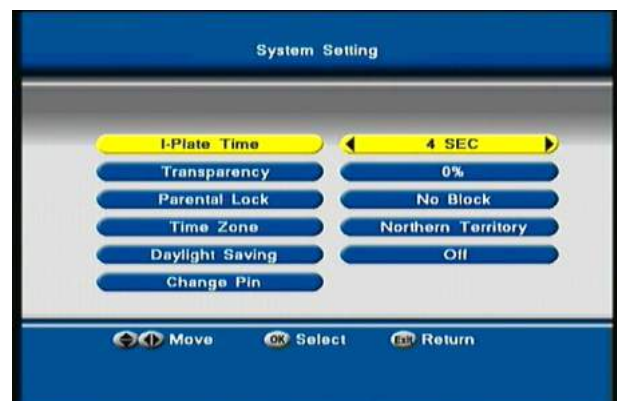 System Setting
I-Plate Time 4 SEC
Transparency 0%
Parental Lock No Block
Time Zone Northern Territory
Daylight Saving Off
Change Pin
Move OK Select Exit Return